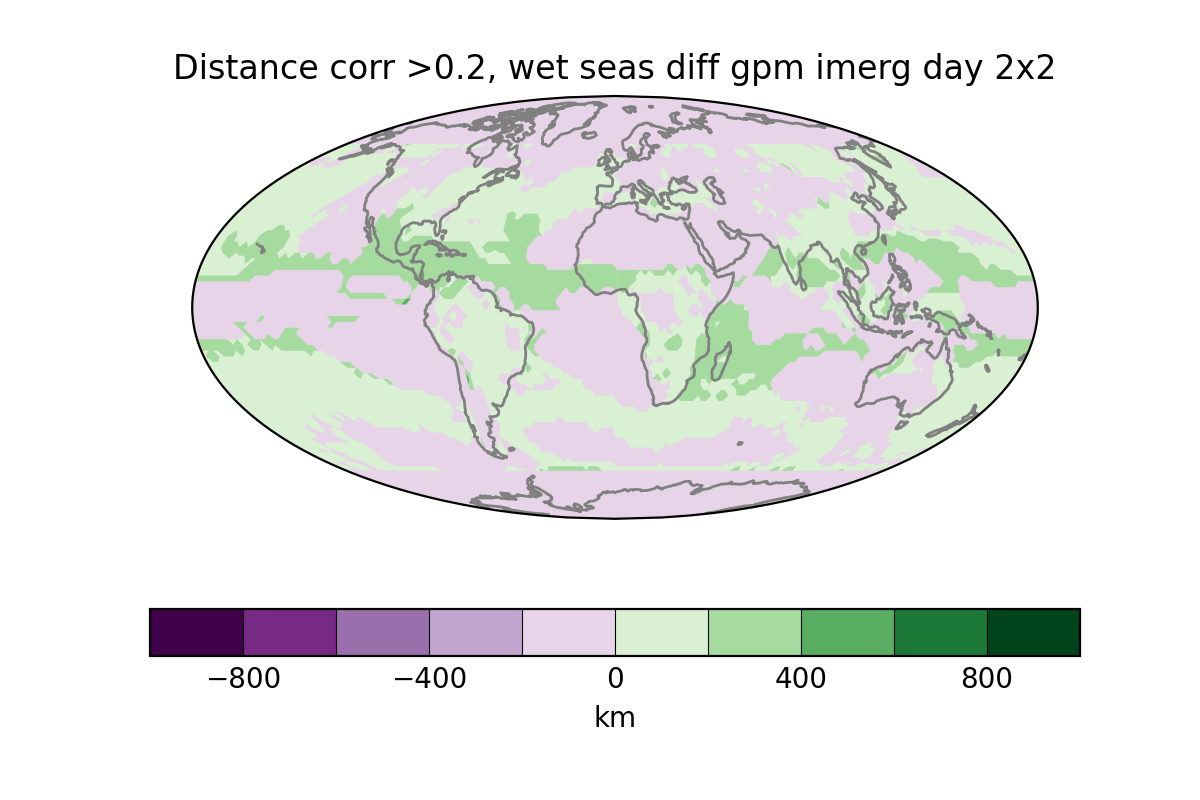 Distance corr >0.2, wet seas diff gpm imerg day 2x2
−800 −400 0 400 800
km